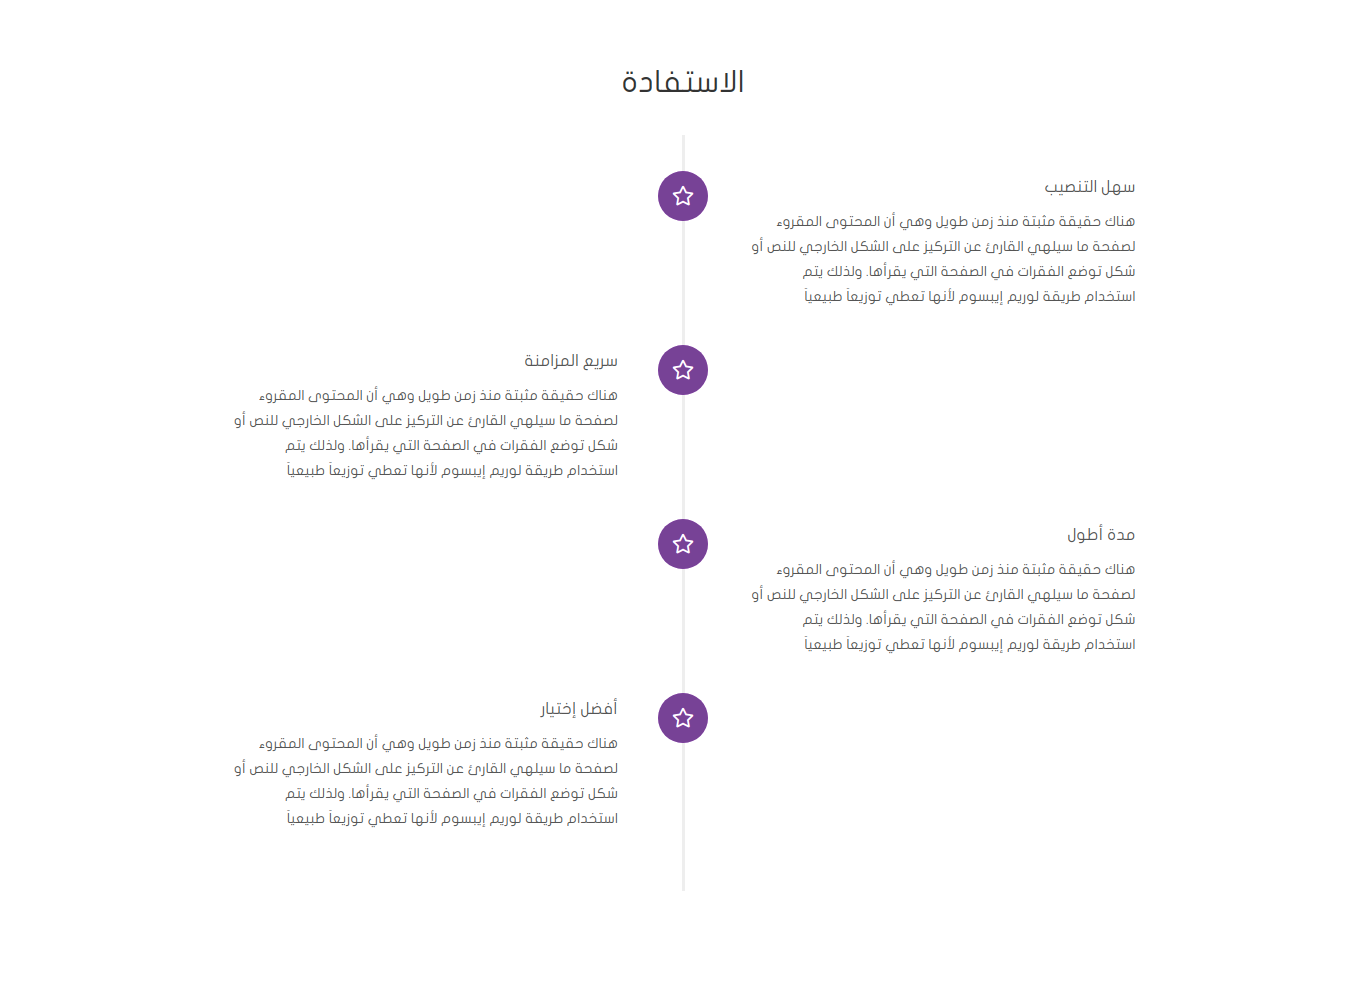 الاستفادة
سهل التنصيب
هناك حقيقة مثبتة منذ زمن طويل وهي أن المحتوى المقروء
لصفحة ما سيلهي القارئ عن التركيز على الشكل الخارجي للنص أو
شكل توضع الفقرات في الصفحة التي يقرأها. ولذلك يتم
استخدام طريقة لوريم إيبسوم لأنها تعطي توزيعاَ طبيعياَ
سريع المزامنة
هناك حقيقة مثبتة منذ زمن طويل وهي أن المحتوى المقروء
لصفحة ما سيلهي القارئ عن التركيز على الشكل الخارجي للنص أو
شكل توضع الفقرات في الصفحة التي يقرأها. ولذلك يتم
استخدام طريقة لوريم إيبسوم لأنها تعطي توزيعاَ طبيعياَ
مدة أطول
هناك حقيقة مثبتة منذ زمن طويل وهي أن المحتوى المقروء
لصفحة ما سيلهي القارئ عن التركيز على الشكل الخارجي للنص أو
شكل توضع الفقرات في الصفحة التي يقرأها. ولذلك يتم
استخدام طريقة لوريم إيبسوم لأنها تعطي توزيعاَ طبيعياَ
أفضل إختيار
هناك حقيقة مثبتة منذ زمن طويل وهي أن المحتوى المقروء
لصفحة ما سيلهي القارئ عن التركيز على الشكل الخارجي للنص أو
شكل توضع الفقرات في الصفحة التي يقرأها. ولذلك يتم
استخدام طريقة لوريم إيبسوم لأنها تعطي توزيعاَ طبيعياَ